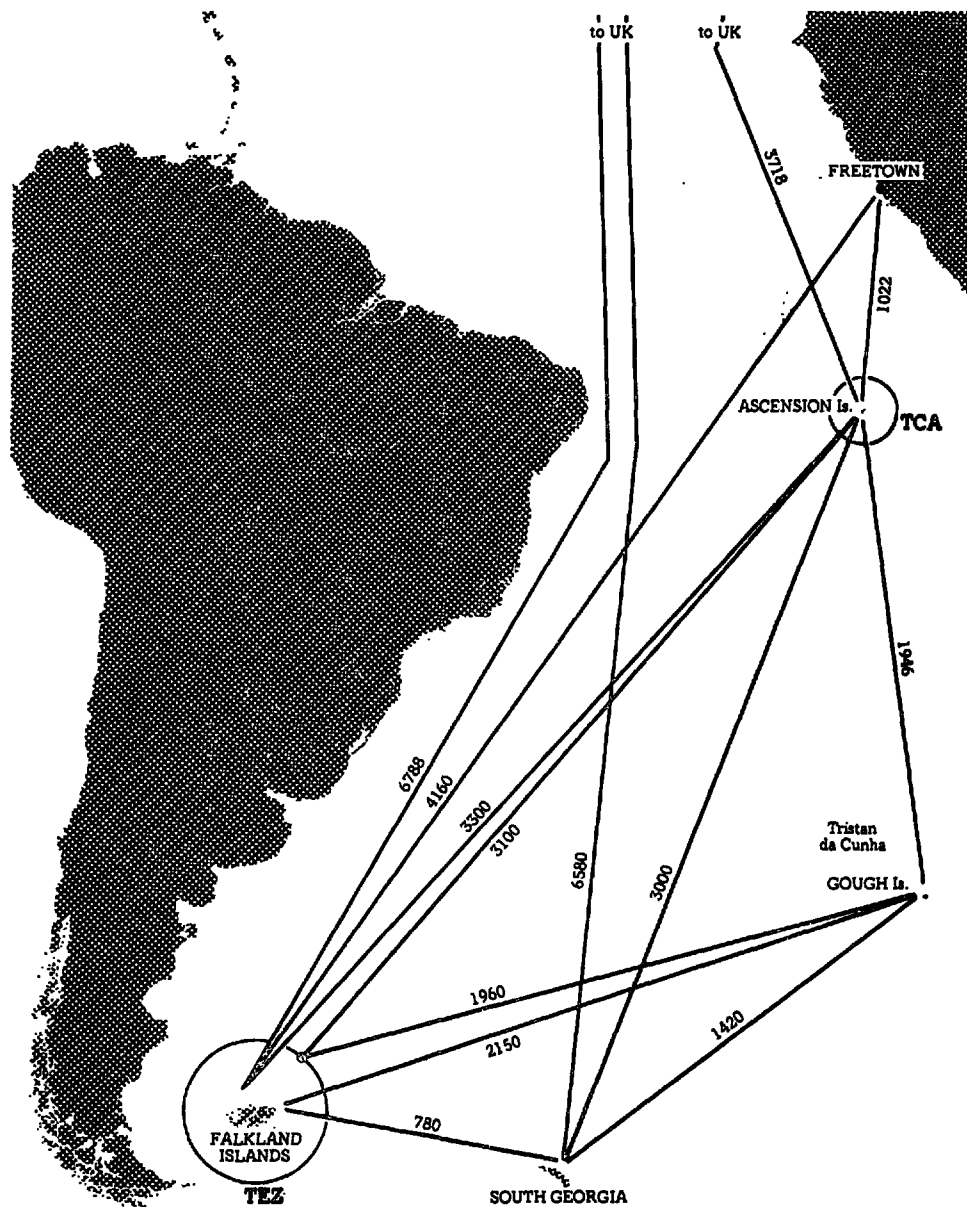 to UK
to UK
3718
FREETOWN
1022
ASCENSION Is.
TCA
1946
6788
4160
3300
3100
6580
3000
Tristan
da Cunha
GOUGH Is.
1960
2150
1420
780
FALKLAND
ISLANDS
TEZ
SOUTH GEORGIA